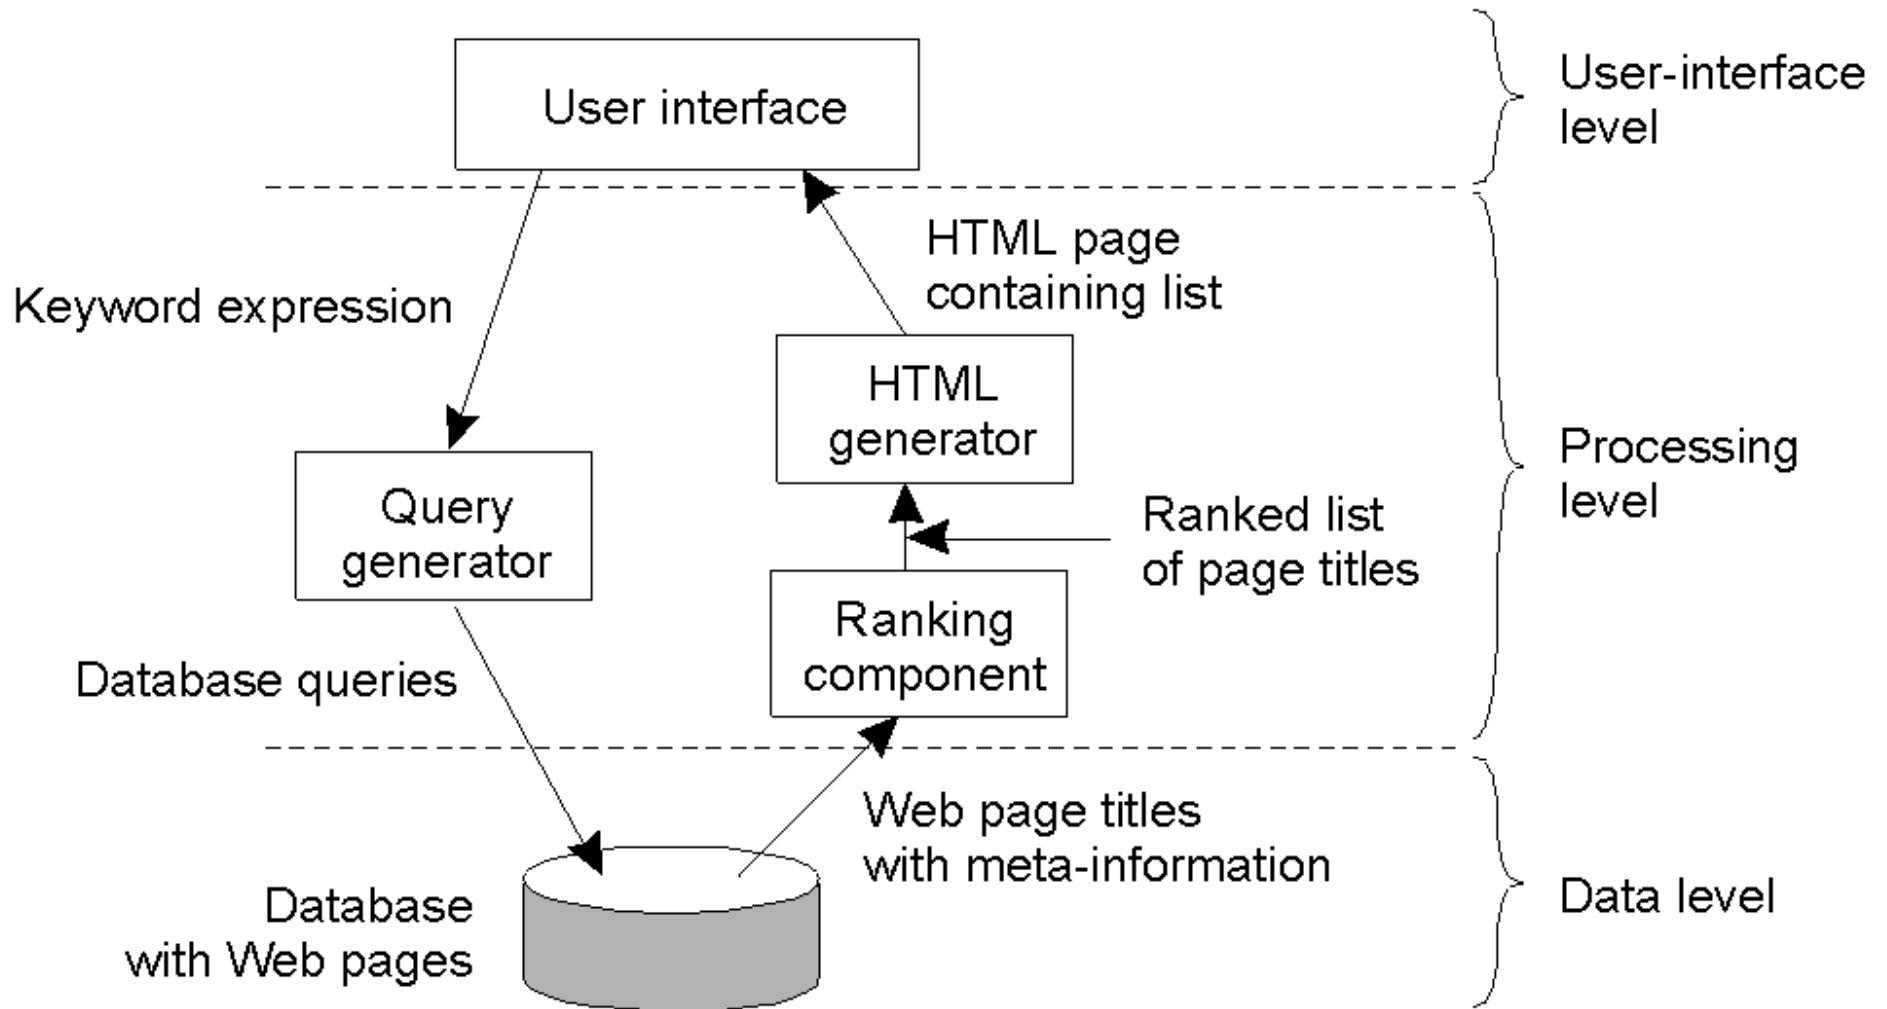 User interface
User-interface
level
HTML page
containing list
Keyword expression
HTML
generator
Processing
level
Query
generator
Ranked list
of page titles
Ranking
component
Database queries
Web page titles
with meta-information
Database
with Web pages
Data level